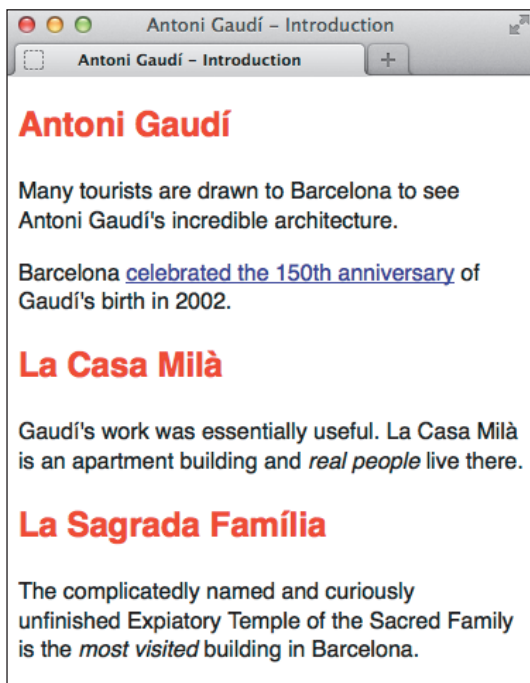 Antoni Gaudí – Introduction
Antoni Gaudí – Introduction
Antoni Gaudí
Many tourists are drawn to Barcelona to see
Antoni Gaudí's incredible architecture.
Barcelona celebrated the 150th anniversary of
Gaudí's birth in 2002.
La Casa Milà
Gaudí's work was essentially useful. La Casa Milà
is an apartment building and real people live there.
La Sagrada Família
The complicatedly named and curiously
unfinished Expiatory Temple of the Sacred Family
is the most visited building in Barcelona.